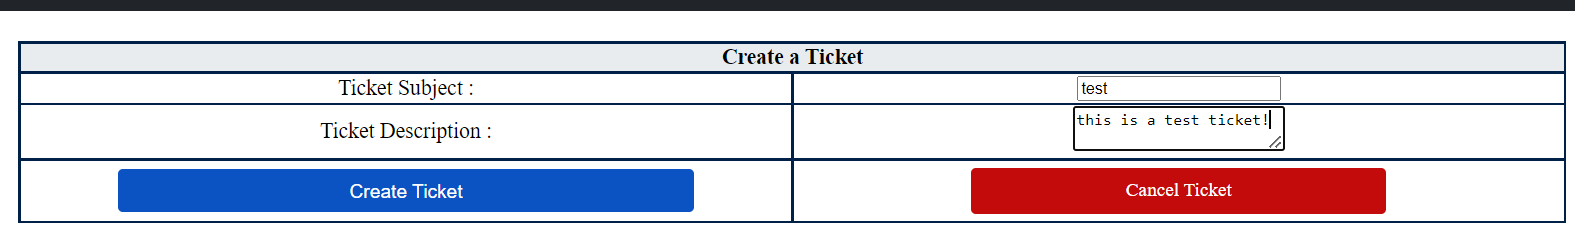 Create a Ticket
Ticket Subject : test
Ticket Description : this is a test ticket!
Create Ticket Cancel Ticket